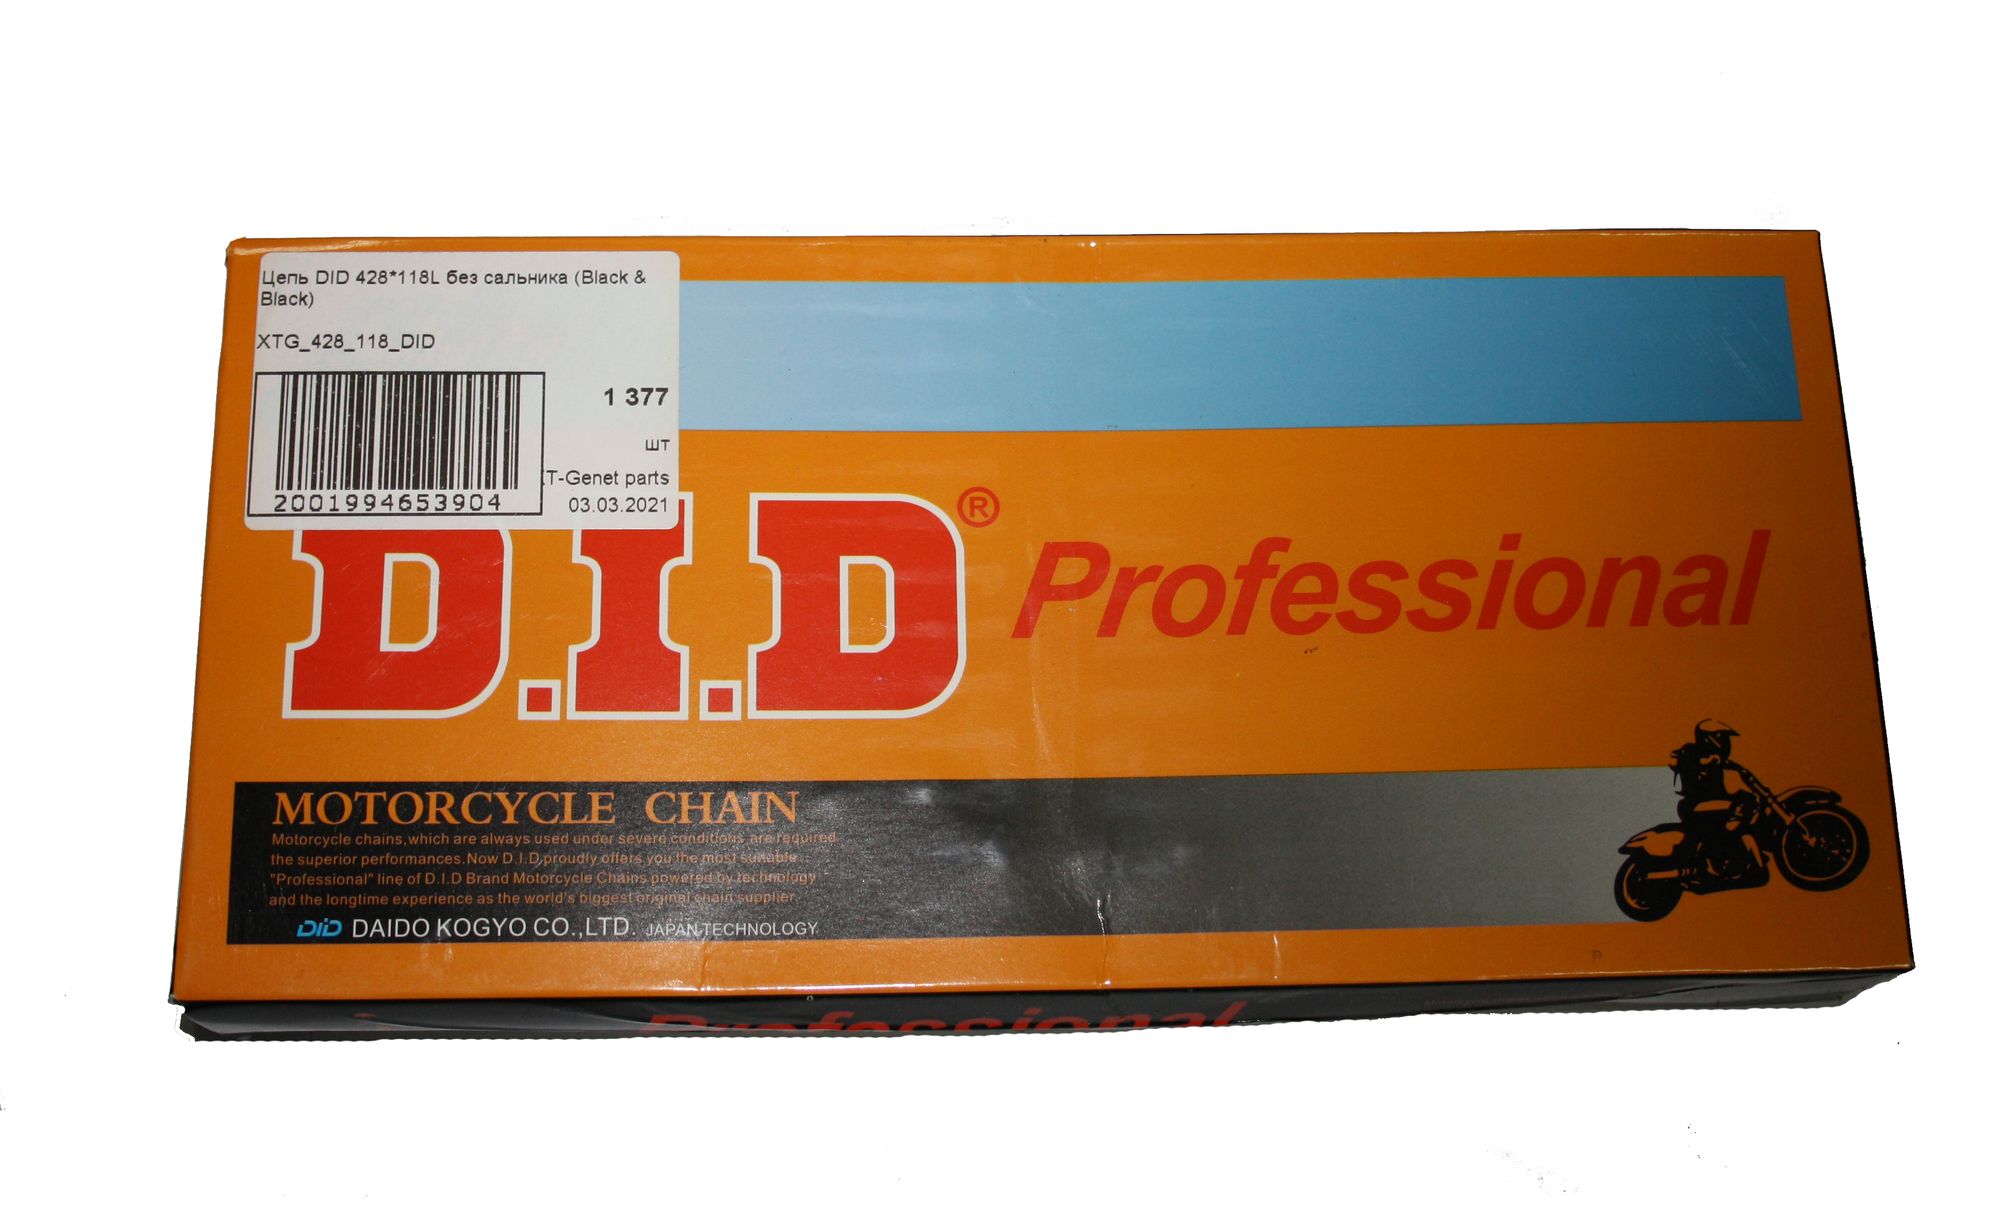 Цепь DID 428*118L без сальника (Black &
Black)
XTG_428_118_DID
1 377
шт
T-Genet parts
2001994653904
03.03.2021
D.I.D® Professional
MOTORCYCLE CHAIN
Motorcycle chains,which are always used under severe conditions,are required
the superior performances.Now D.I.D.proudly offers you the most suitable
"Professional" line of D.I.D Brand Motorcycle Chains powered by technology
and the longtime experience as the world's biggest original chain supplier.
DID DAIDO KOGYO CO.,LTD. JAPAN TECHNOLOGY
Professional